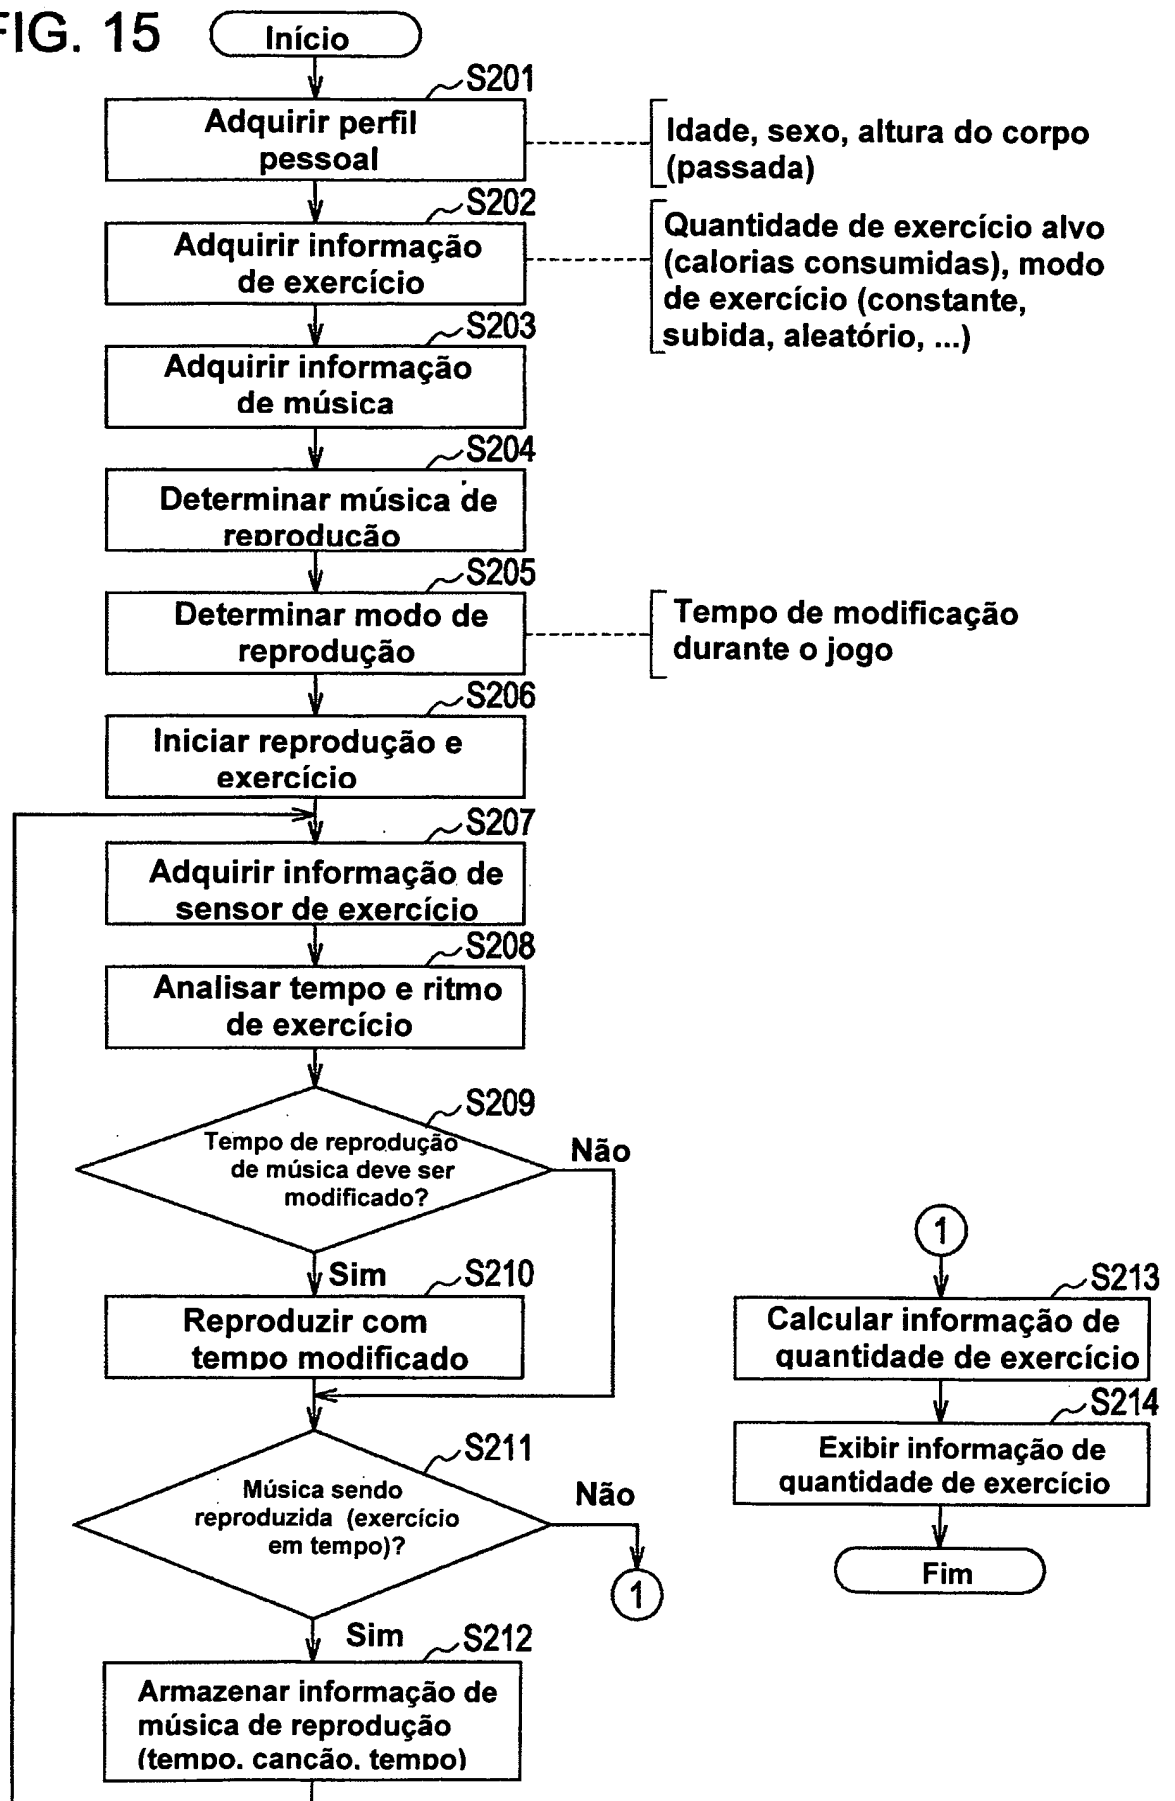 FIG. 15
Início
S201
Adquirir perfil
pessoal
Idade, sexo, altura do corpo
(passada)
S202
Adquirir informação
de exercício
Quantidade de exercício alvo
(calorias consumidas), modo
de exercício (constante,
subida, aleatório, ...)
S203
Adquirir informação
de música
S204
Determinar música de
reprodução
S205
Determinar modo de
reprodução
Tempo de modificação
durante o jogo
S206
Iniciar reprodução e
exercício
S207
Adquirir informação de
sensor de exercício
S208
Analisar tempo e ritmo
de exercício
S209
Tempo de reprodução
de música deve ser
modificado?
Não
Sim
S210
Reproduzir com
tempo modificado
S211
Música sendo
reproduzida (exercício
em tempo)?
Não
1
Sim
S212
Armazenar informação de
música de reprodução
(tempo, canção, tempo)
1
S213
Calcular informação de
quantidade de exercício
S214
Exibir informação de
quantidade de exercício
Fim